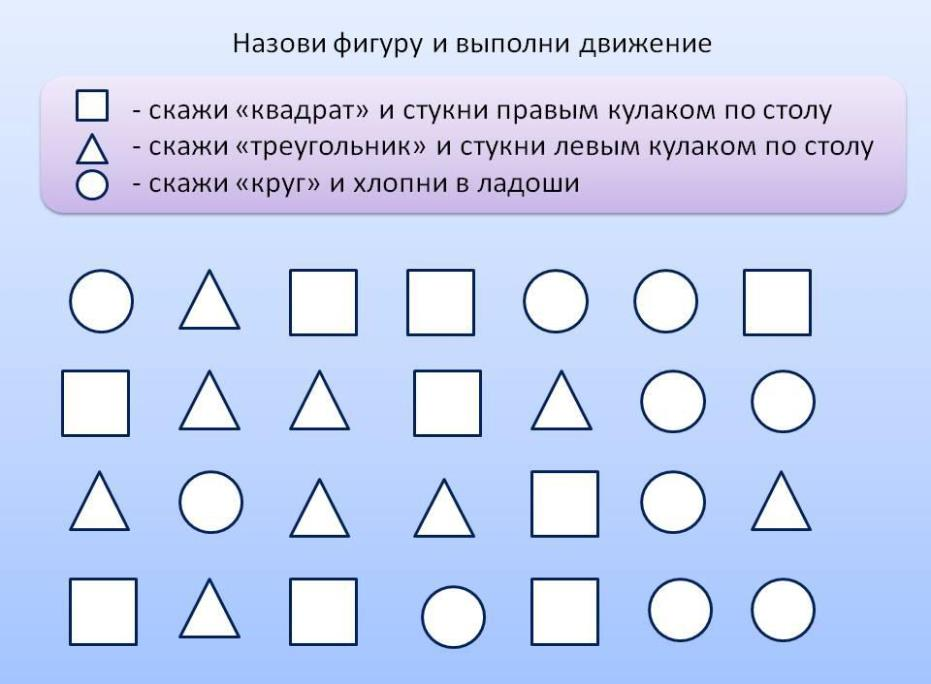 Назови фигуру и выполни движение
- скажи «квадрат» и стукни правым кулаком по столу
- скажи «треугольник» и стукни левым кулаком по столу
- скажи «круг» и хлопни в ладоши